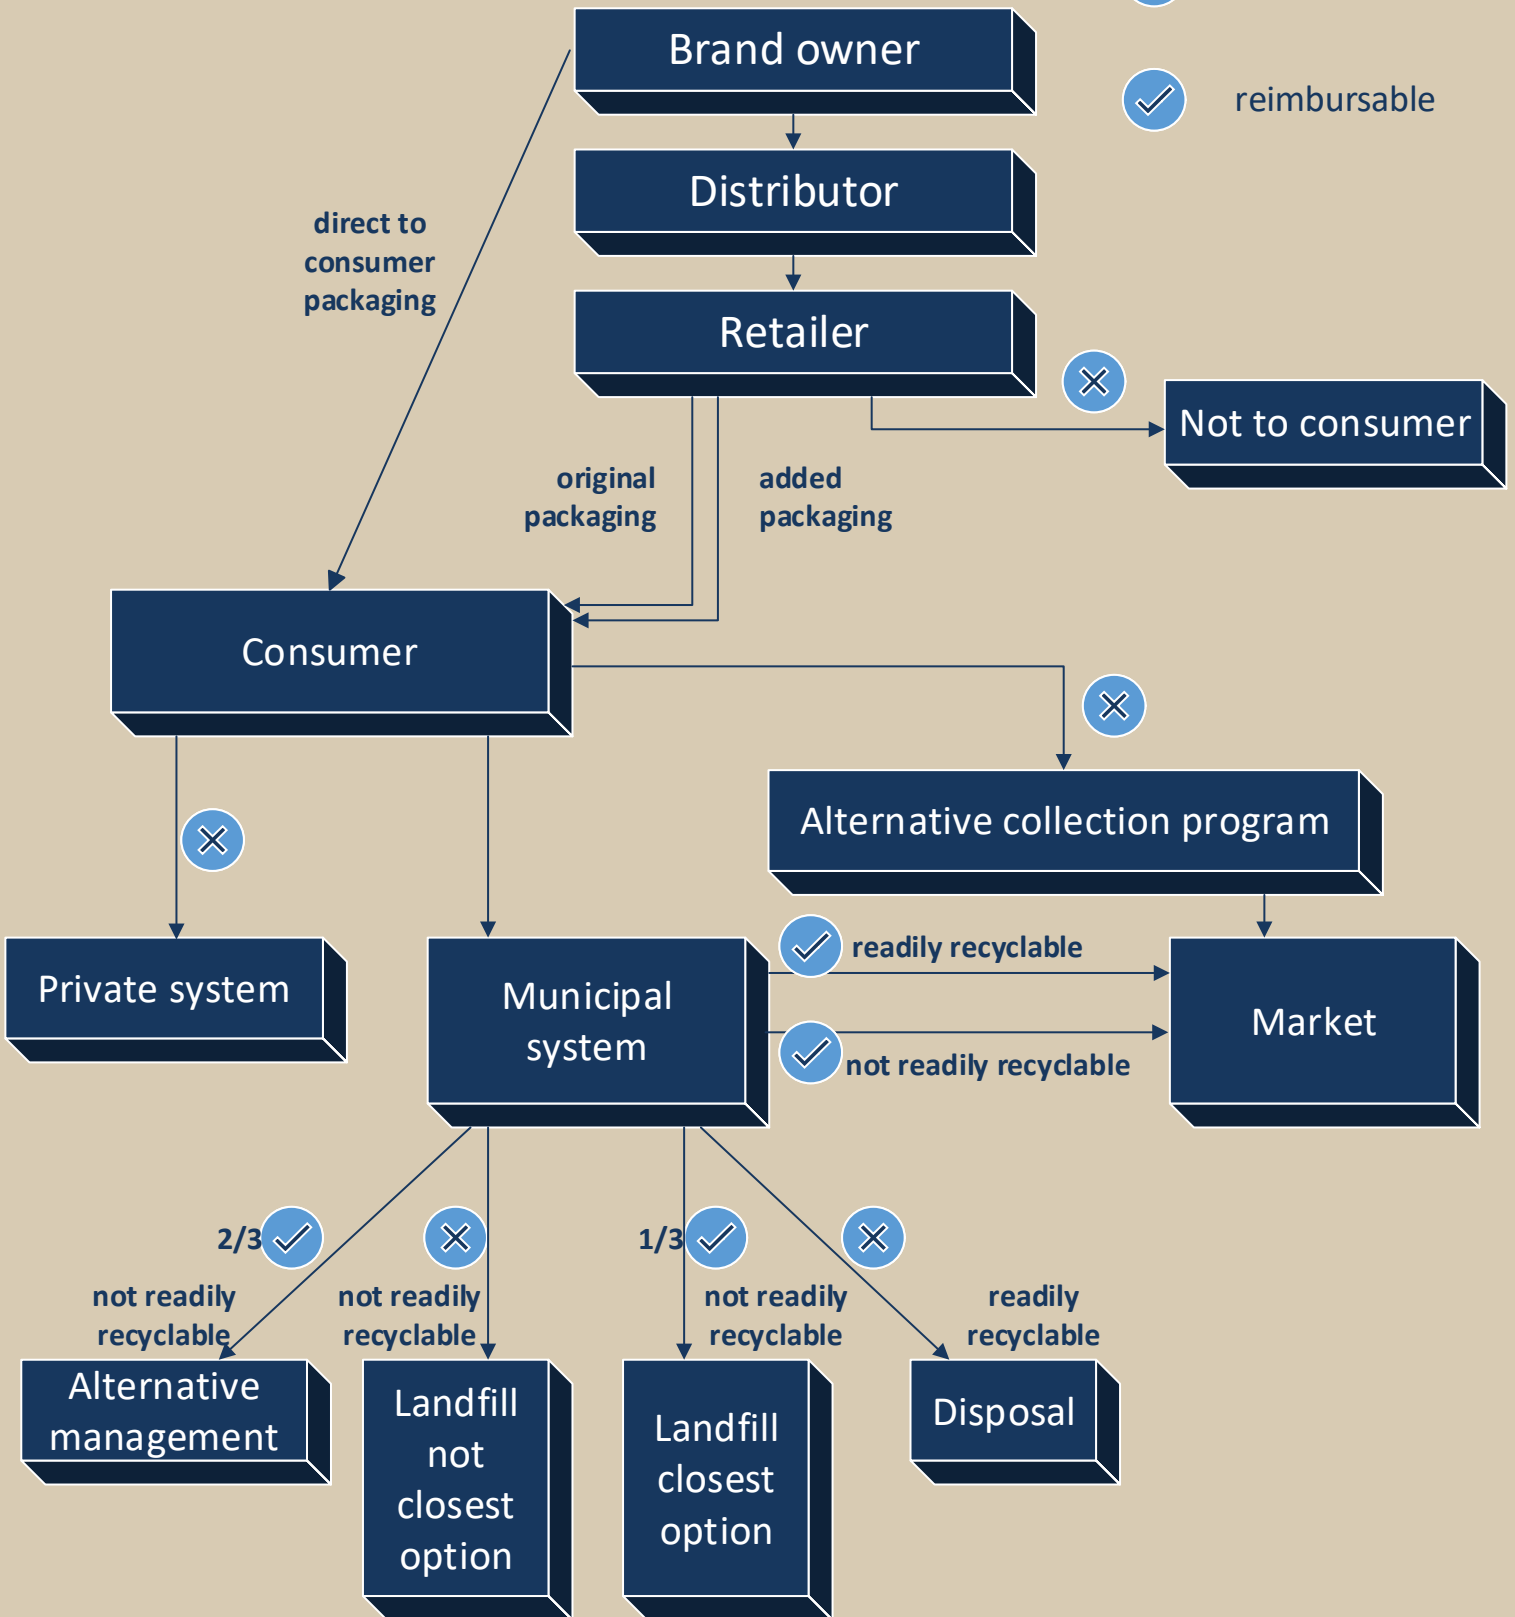 Brand owner
reimbursable
Distributor
direct to
consumer
packaging
Retailer
Not to consumer
original
packaging
added
packaging
Consumer
Alternative collection program
Private system
Municipal
system
readily recyclable
not readily recyclable
Market
2/3
not readily
recyclable
not readily
recyclable
1/3
not readily
recyclable
readily
recyclable
Alternative
management
Landfill
not
closest
option
Landfill
closest
option
Disposal